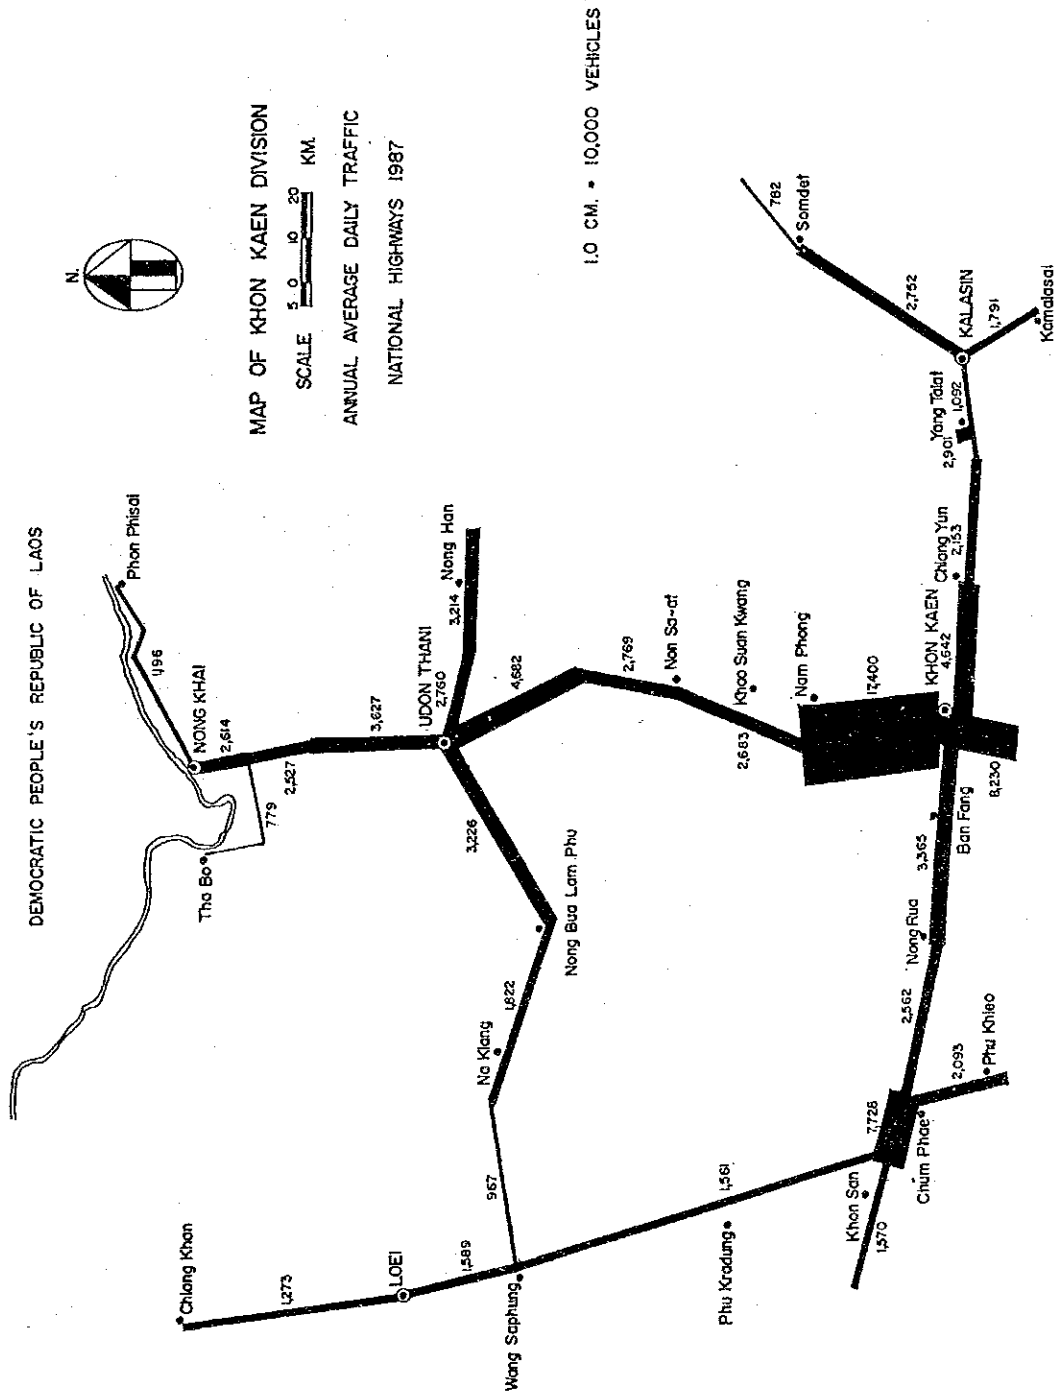 N.
MAP OF KHON KAEN DIVISION
SCALE 5 0 10 20 KM.
ANNUAL AVERAGE DAILY TRAFFIC
NATIONAL HIGHWAYS 1987
1.0 CM. = 10,000 VEHICLES
DEMOCRATIC PEOPLE'S REPUBLIC OF LAOS
Phon Phisai
1,196
NONG KHAI
2,614
2,527
779
Tha Bo
3,627
UDON THANI
2,760
3,214
Nong Han
4,682
3,226
Nong Bua Lam Phu
1,822
Na Klang
967
Chiang Khan
1,273
LOEI
1,589
Wang Saphung
1,561
Phu Kradung
2,769
Non Sa-at
Khao Suan Kwang
2,683
Nam Phong
17,400
KHON KAEN
4,642
8,230
Ban Fang
3,365
Nong Rua
2,562
7,728
Chum Phae
2,093
Phu Khieo
Khon San
1,570
Chiang Yun
2,153
2,901
Yang Talat
1,092
KALASIN
1,791
Kamalasai
2,752
Somdet
782